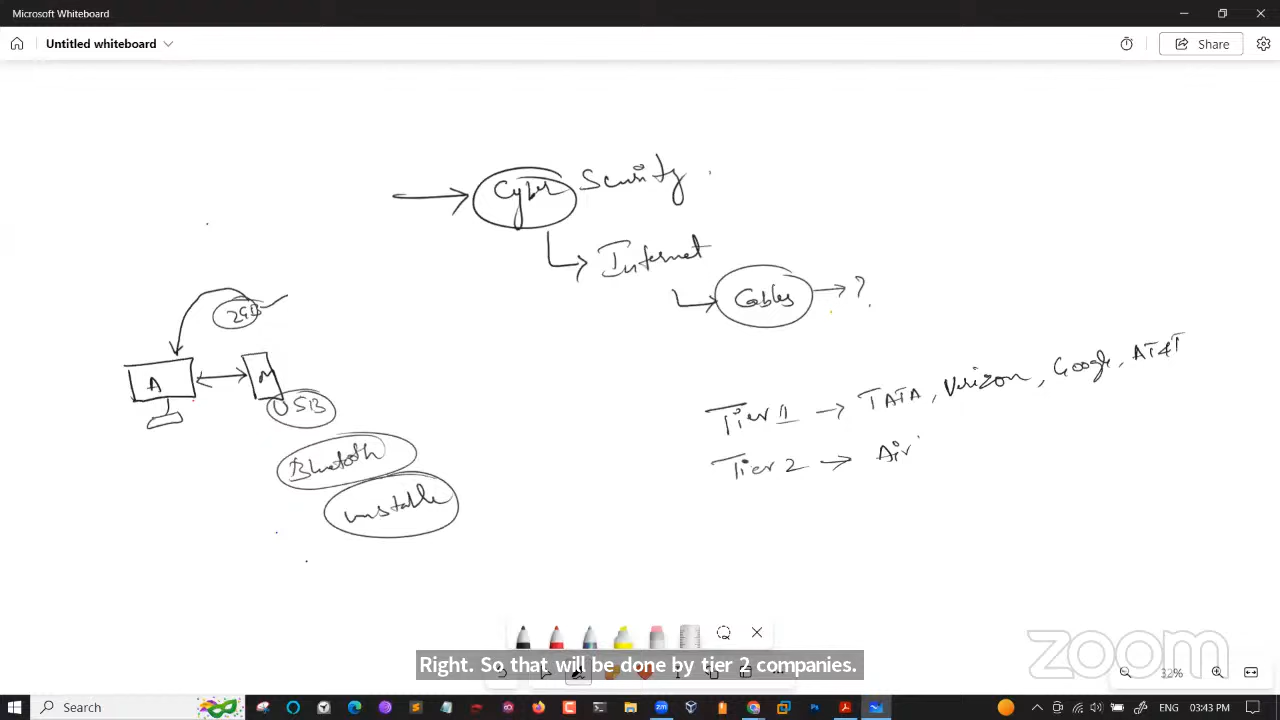 Microsoft Whiteboard
Untitled whiteboard
Share
Cyber Security
Internet
Cables → ?
2GB
A
M
USB
Bluetooth
unstable
Tier 1 → TATA, Verizon, Google, AT&T
Tier 2 → Air
zoom
Right. So that will be done by tier 2 companies.
32%
Search
ENG
03:43 PM